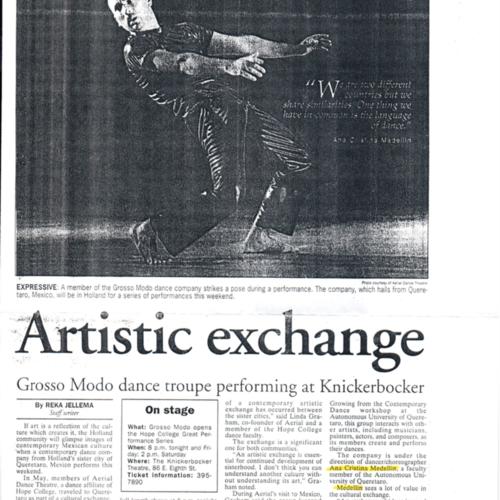 "We are two different
countries but we
share similarities. One thing we
have in common is the language
of dance."
Ana Cristina Medellin
Photo courtesy of Aerial Dance Theatre
EXPRESSIVE: A member of the Grosso Modo dance company strikes a pose during a performance. The company, which hails from Quere-
taro, Mexico, will be in Holland for a series of performances this weekend.
Artistic exchange
Grosso Modo dance troupe performing at Knickerbocker
By REKA JELLEMA
Staff writer
If art is a reflection of the cul-
ture which creates it, the Holland
community will glimpse images of
contemporary Mexican culture
when a contemporary dance com-
pany from Holland's sister city of
Queretaro, Mexico performs this
weekend.
In May, members of Aerial
Dance Theatre, a dance affiliate of
Hope College, traveled to Quere-
taro as part of a cultural exchange.
On stage
What: Grosso Modo opens
the Hope College Great Per-
formance Series
When: 8 p.m. tonight and Fri-
day; 2 p.m. Saturday
Where: The Knickerbocker
Theatre, 86 E. Eighth St.
Ticket information: 395-
7890
of a contemporary artistic
exchange has occurred between
the sister cities," said Linda Gra-
ham, co-founder of Aerial and a
member of the Hope College
dance faculty.
The exchange is a significant
one for both communities.
"An artistic exchange is essen-
tial for continued development of
sisterhood. I don't think you can
understand another culture with-
out understanding its art," Gra-
ham noted.
During Aerial's visit to Mexico,
Growing from the Contemporary
Dance workshop at the
Autonomous University of Quere-
taro, this group interacts with oth-
er artists, including musicians,
painters, actors, and composers, as
its members create and perform
their dances.
The company is under the
direction of dancer/choreographer
Ana Cristina Medellin, a faculty
member of the Autonomous Uni-
versity of Queretaro.
Medellin sees a lot of value in
the cultural exchange.